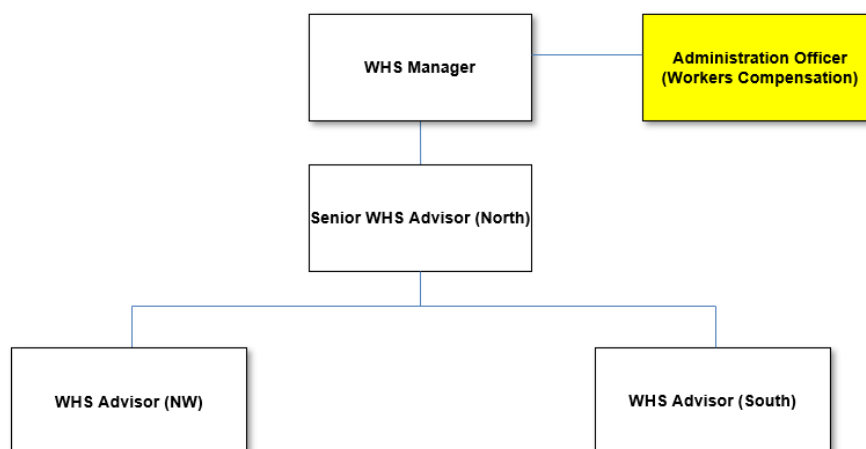 WHS Manager
Administration Officer
(Workers Compensation)
Senior WHS Advisor (North)
WHS Advisor (NW)
WHS Advisor (South)